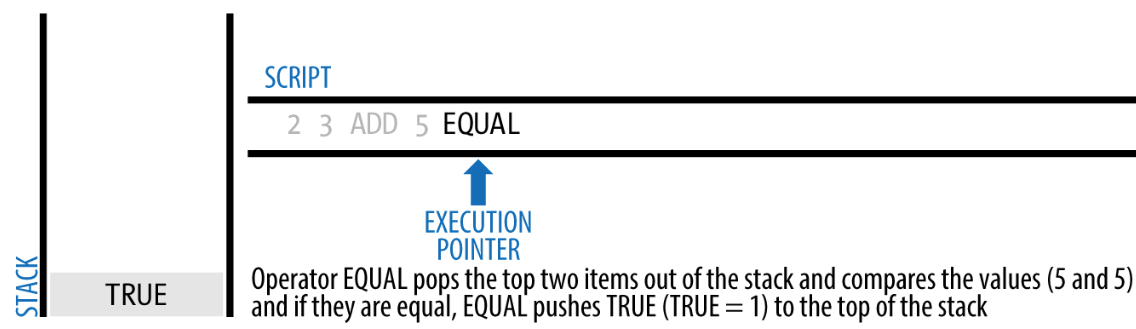 SCRIPT
2 3 ADD 5 EQUAL
EXECUTION
POINTER
STACK
TRUE
Operator EQUAL pops the top two items out of the stack and compares the values (5 and 5)
and if they are equal, EQUAL pushes TRUE (TRUE = 1) to the top of the stack